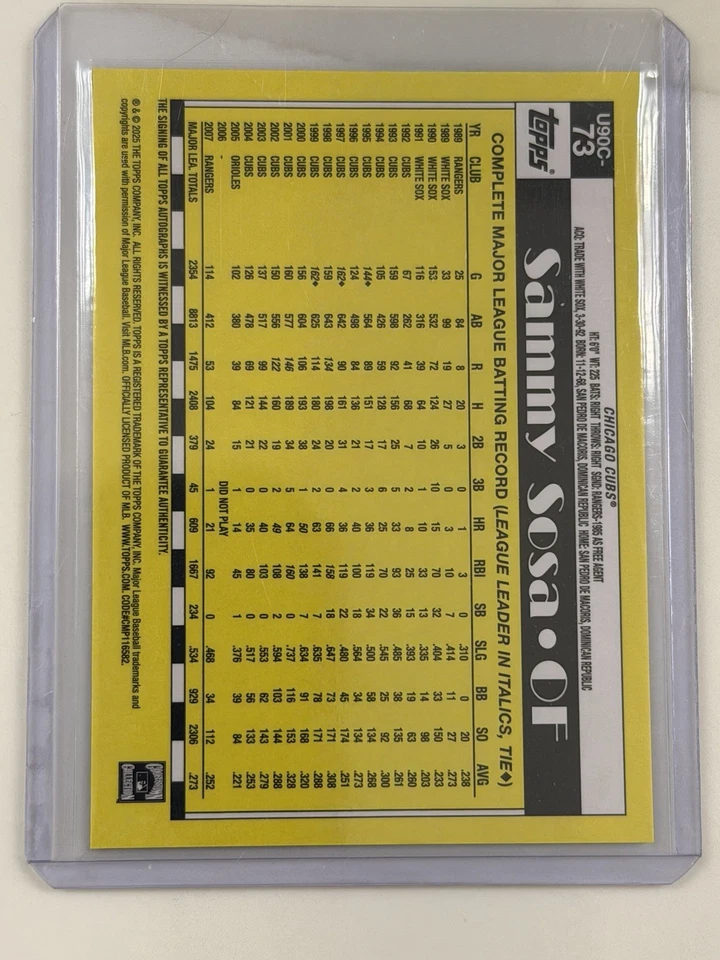 U90C-
73
CHICAGO CUBS®
HT: 6'0" WT: 225 BATS: RIGHT THROWS: RIGHT SIGND: RANGERS-1985 AS FREE AGENT
ACQ: TRADE WITH WHITE SOX, 3-30-92 BORN: 11-12-68, SAN PEDRO DE MACORIS, DOMINICAN REPUBLIC HOME: SAN PEDRO DE MACORIS, DOMINICAN REPUBLIC
topps®
Sammy Sosa • OF
COMPLETE MAJOR LEAGUE BATTING RECORD (LEAGUE LEADER IN ITALICS, TIE♦)
YR CLUB G AB R H 2B 3B HR RBI SB SLG BB SO AVG
1989 RANGERS 25 84 8 20 3 0 1 3 0 .310 0 20 .238
1989 WHITE SOX 33 99 19 27 5 0 3 10 7 .414 11 27 .273
1990 WHITE SOX 153 532 72 124 26 10 15 70 32 .404 33 150 .233
1991 WHITE SOX 116 316 39 64 10 1 10 33 13 .335 14 98 .203
1992 CUBS 67 262 41 68 7 2 8 25 15 .393 19 63 .260
1993 CUBS 159 598 92 156 25 5 33 93 36 .485 38 135 .261
1994 CUBS 105 426 59 128 17 6 25 70 22 .545 25 92 .300
1995 CUBS 144♦ 564 89 151 17 3 36 119 34 .500 58 134 .268
1996 CUBS 124 498 84 136 21 2 40 100 18 .564 34 134 .273
1997 CUBS 162♦ 642 90 161 31 4 36 119 22 .480 45 174 .251
1998 CUBS 159 643 134 198 20 0 66 158 18 .647 73 171 .308
1999 CUBS 162♦ 625 114 180 24 2 63 141 7 .635 78 171 .288
2000 CUBS 156 604 106 193 38 1 50 138 7 .634 91 168 .320
2001 CUBS 160 577 146 189 34 5 64 160 0 .737 116 153 .328
2002 CUBS 150 556 122 160 19 2 49 108 2 .594 103 144 .288
2003 CUBS 137 517 99 144 22 0 40 103 0 .553 62 143 .279
2004 CUBS 126 478 69 121 21 0 35 80 0 .517 56 133 .253
2005 ORIOLES 102 380 39 84 15 1 14 45 1 .376 39 84 .221
2006 - DID NOT PLAY
2007 RANGERS 114 412 53 104 24 1 21 92 0 .468 34 112 .252
MAJOR LEA. TOTALS 2354 8813 1475 2408 379 45 609 1667 234 .534 929 2306 .273
THE SIGNING OF ALL TOPPS AUTOGRAPHS IS WITNESSED BY A TOPPS REPRESENTATIVE TO GUARANTEE AUTHENTICITY.
® & © 2025 THE TOPPS COMPANY, INC. ALL RIGHTS RESERVED. TOPPS IS A REGISTERED TRADEMARK OF THE TOPPS COMPANY, INC. Major League Baseball trademarks and
copyrights are used with permission of Major League Baseball. Visit MLB.com. OFFICIALLY LICENSED PRODUCT OF MLB. WWW.TOPPS.COM. CODE#CMP116582.
COOPERSTOWN
COLLECTION